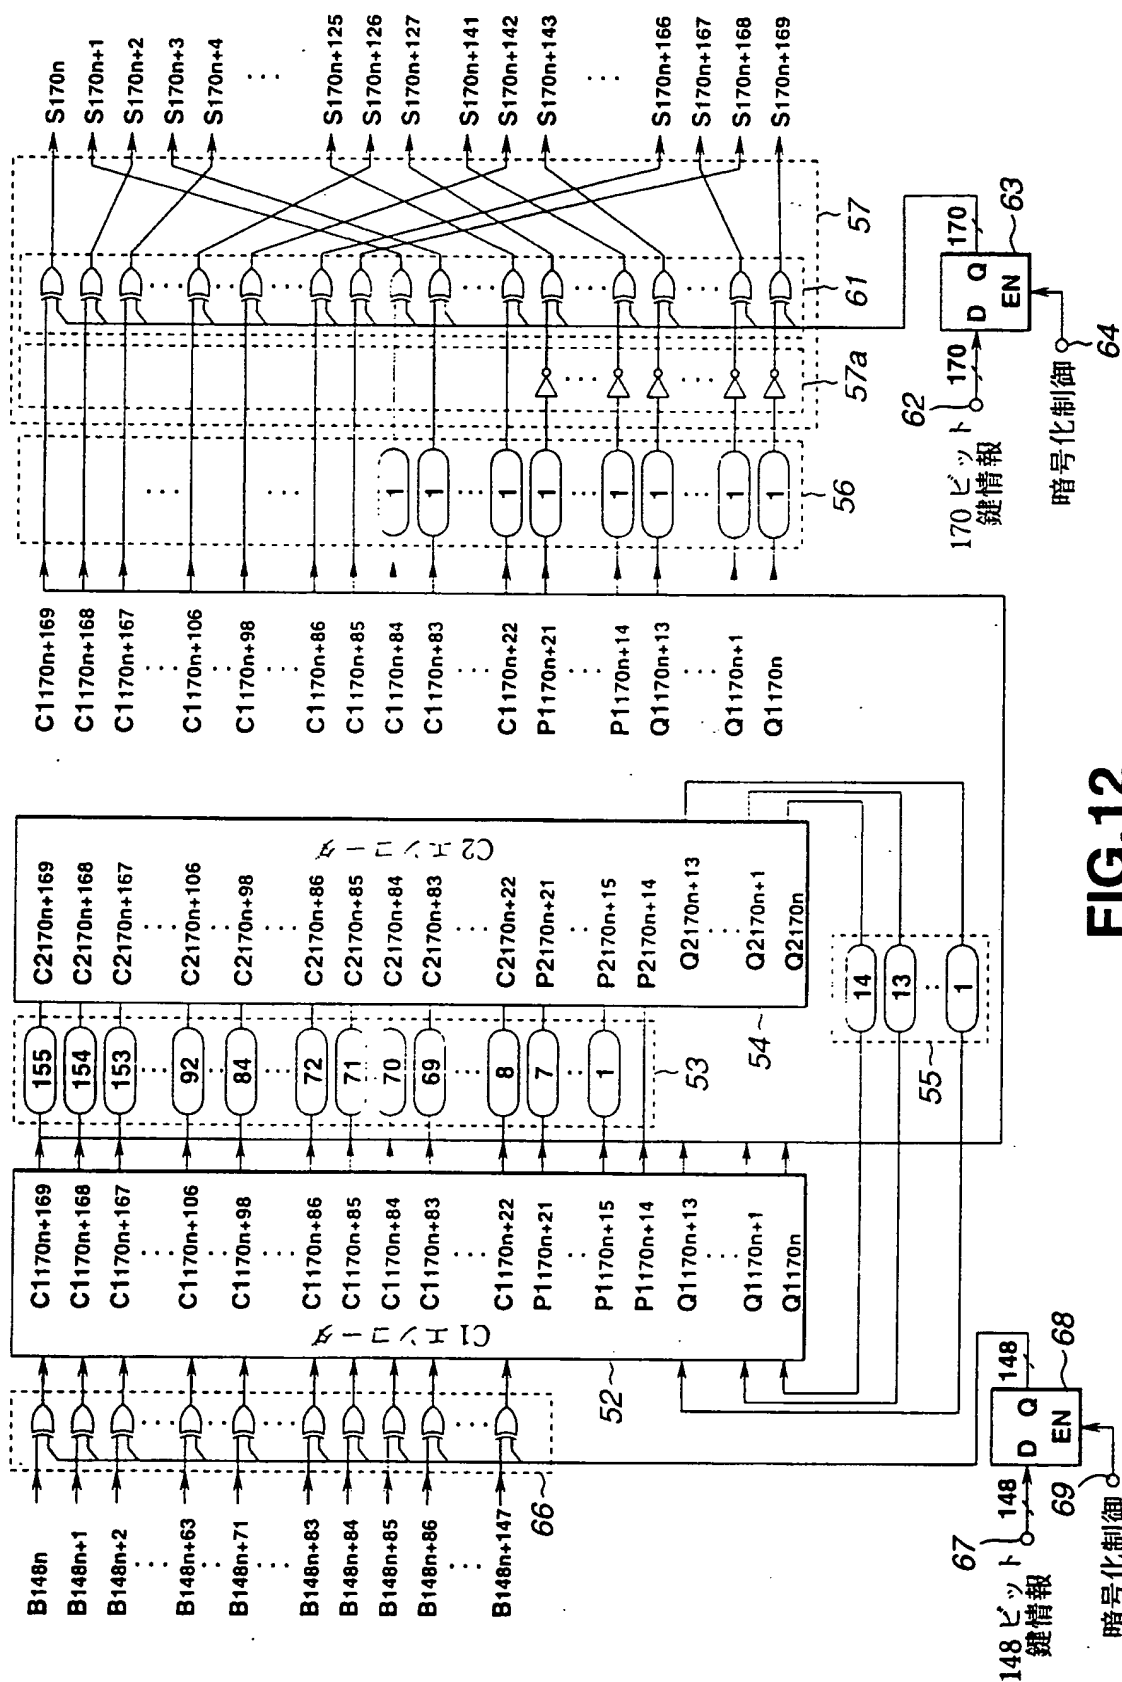 B148n
B148n+1
B148n+2
B148n+63
B148n+71
B148n+83
B148n+84
B148n+85
B148n+86
B148n+147
66
148 ビット
鍵情報
67
148
D Q
EN
148
68
暗号化制御
69
C1エンコーダ
52
C1170n+169
C1170n+168
C1170n+167
C1170n+106
C1170n+98
C1170n+86
C1170n+85
C1170n+84
C1170n+83
C1170n+22
P1170n+21
P1170n+15
P1170n+14
Q1170n+13
Q1170n+1
Q1170n
155
154
153
92
84
72
71
70
69
8
7
1
53
C2170n+169
C2170n+168
C2170n+167
C2170n+106
C2170n+98
C2170n+86
C2170n+85
C2170n+84
C2170n+83
C2170n+22
P2170n+21
P2170n+15
P2170n+14
Q2170n+13
Q2170n+1
Q2170n
C2エンコーダ
54
14
13
1
55
C1170n+169
C1170n+168
C1170n+167
C1170n+106
C1170n+98
C1170n+86
C1170n+85
C1170n+84
C1170n+83
C1170n+22
P1170n+21
P1170n+14
Q1170n+13
Q1170n+1
Q1170n
1
1
1
1
1
1
1
1
56
57a
61
57
170 ビット
鍵情報
62
170
D Q
EN
170
63
暗号化制御
64
S170n
S170n+1
S170n+2
S170n+3
S170n+4
S170n+125
S170n+126
S170n+127
S170n+141
S170n+142
S170n+143
S170n+166
S170n+167
S170n+168
S170n+169
FIG.12